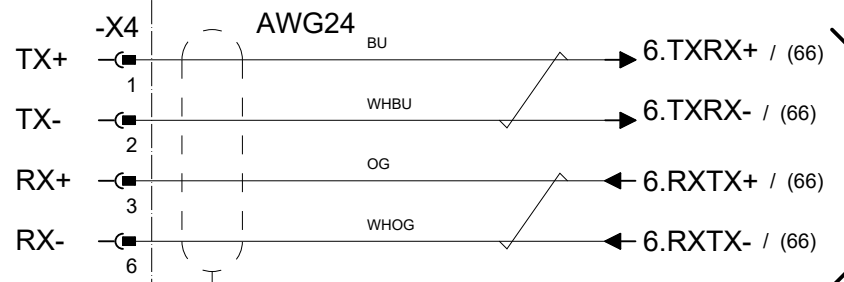 -X4 AWG24
TX+ BU 6.TXRX+ / (66)
1
TX- WHBU 6.TXRX- / (66)
2
RX+ OG 6.RXTX+ / (66)
3
RX- WHOG 6.RXTX- / (66)
6